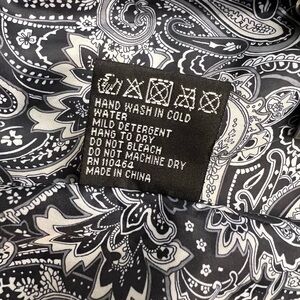 HAND WASH IN COLD
WATER
MILD DETERGENT
HANG TO DRY
DO NOT BLEACH
DO NOT MACHINE DRY
RN 110464
MADE IN CHINA